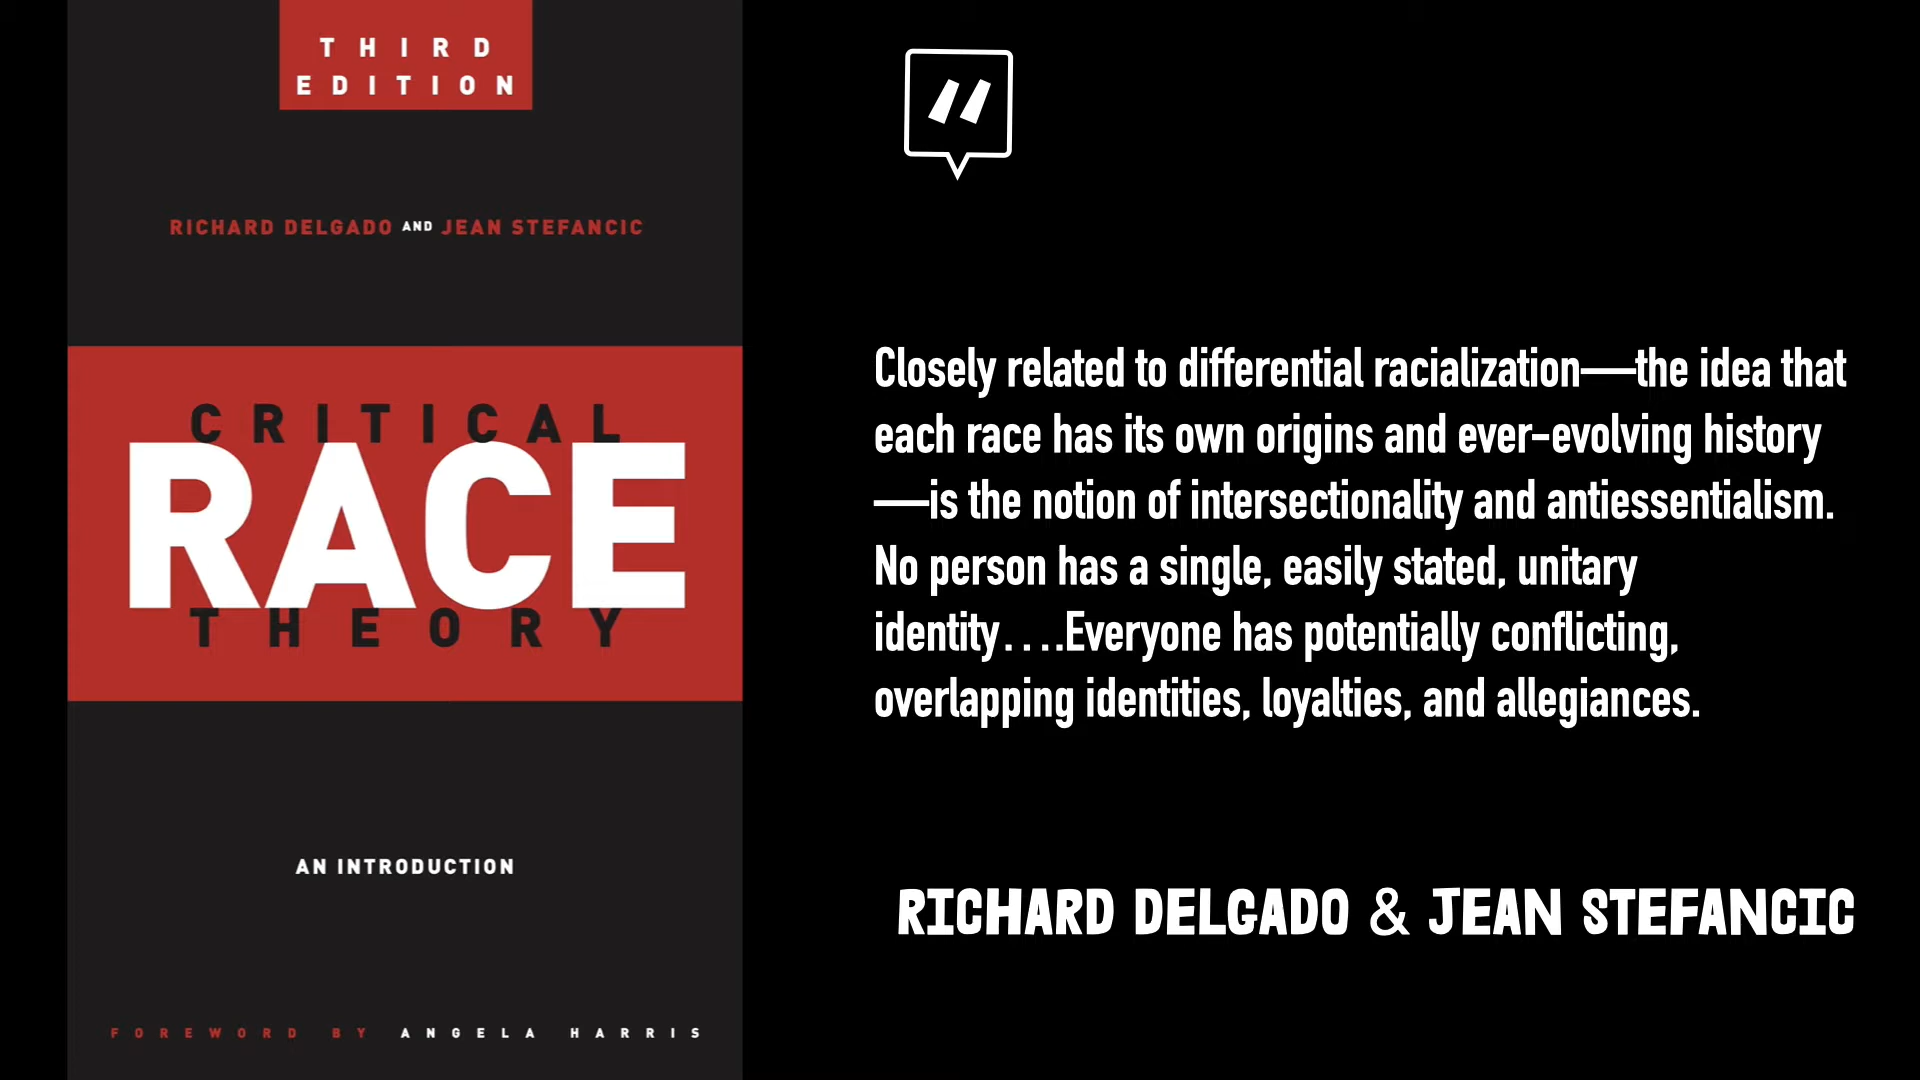 THIRD
EDITION
RICHARD DELGADO AND JEAN STEFANCIC
CRITICAL
RACE
THEORY
AN INTRODUCTION
FOREWORD BY ANGELA HARRIS
“
Closely related to differential racialization—the idea that
each race has its own origins and ever-evolving history
—is the notion of intersectionality and antiessentialism.
No person has a single, easily stated, unitary
identity....Everyone has potentially conflicting,
overlapping identities, loyalties, and allegiances.
RICHARD DELGADO & JEAN STEFANCIC